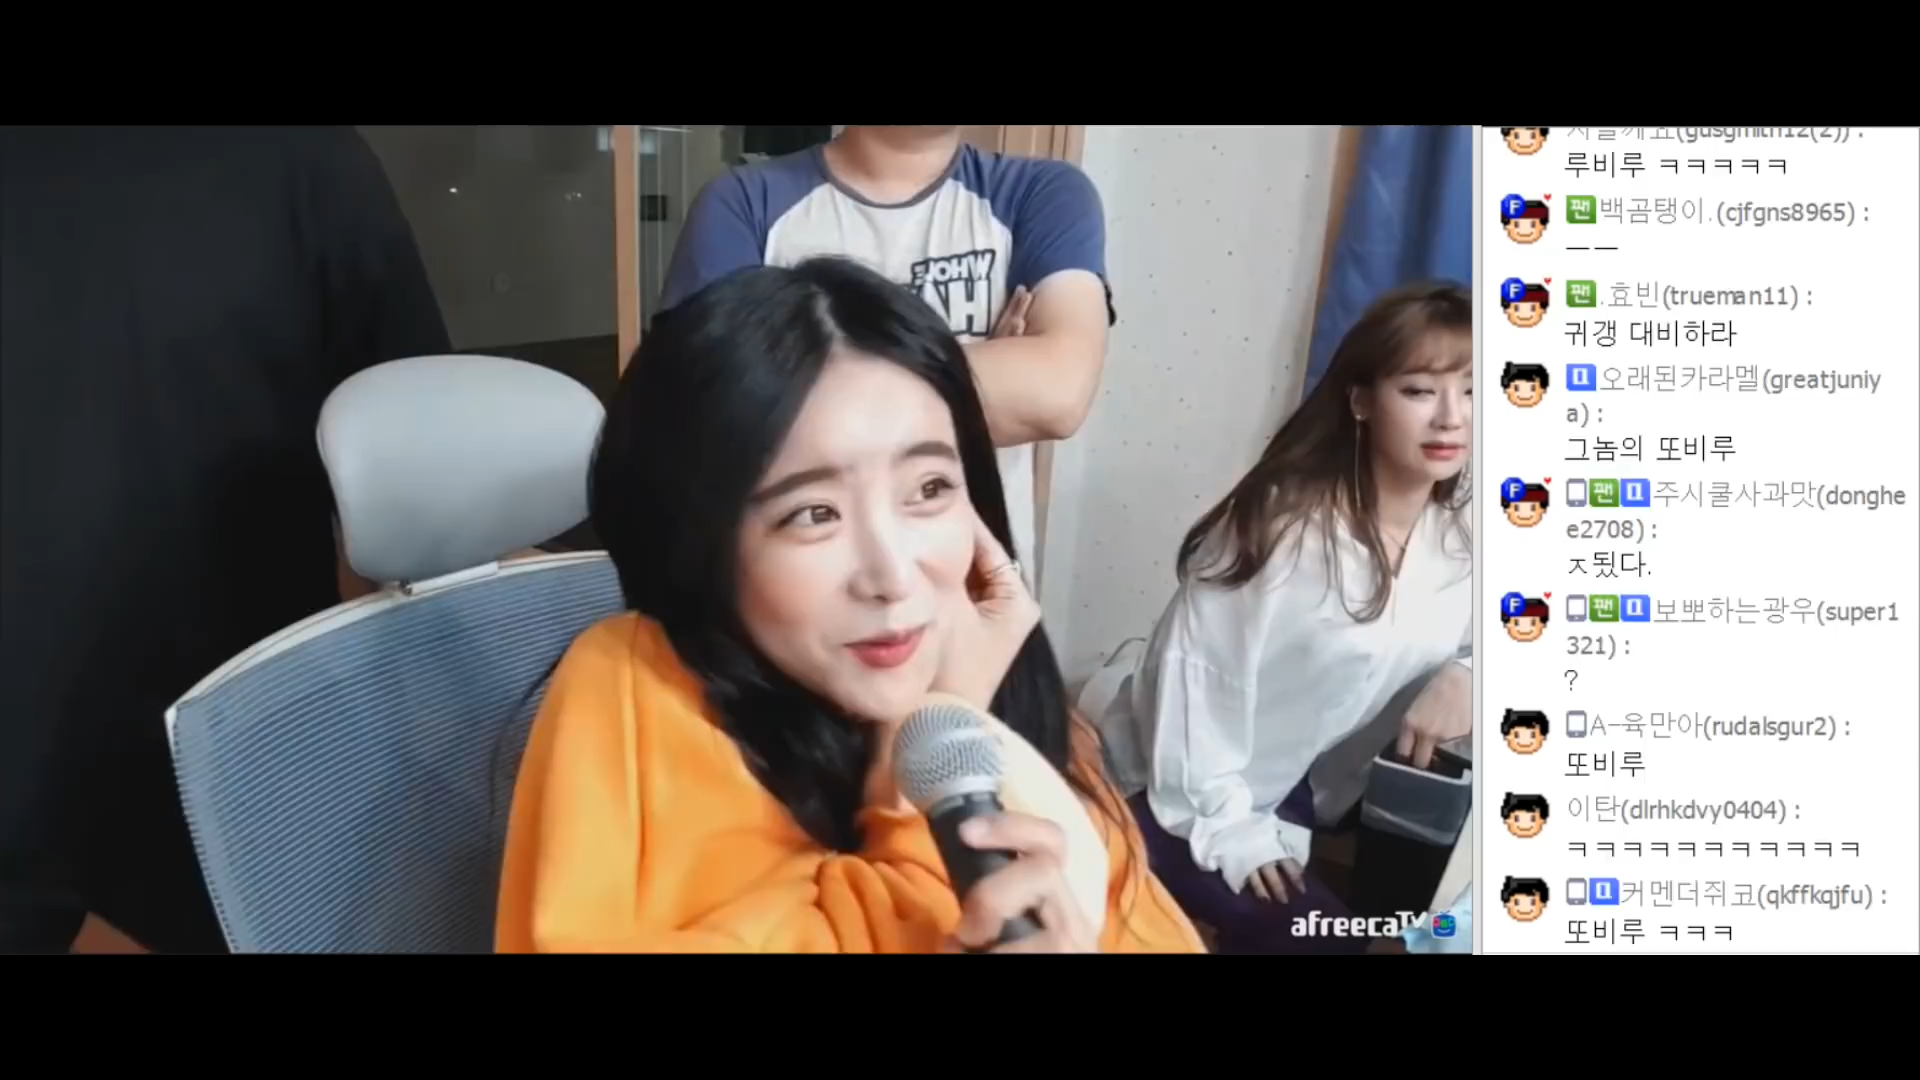 JOHW
AH
afreecaTV
루비루 ㅋㅋㅋㅋㅋ
팬 백곰탱이.(cjfgns8965) :
ㅡㅡ
팬 .효빈(trueman11) :
귀갱 대비하라
오래된카라멜(greatjuniy
a) :
그놈의 또비루
팬 주시쿨사과맛(donghe
e2708) :
ㅈ됬다.
팬 보뽀하는광우(super1
321) :
?
A-육만아(rudalsgur2) :
또비루
이탄(dlrhkdvy0404) :
ㅋㅋㅋㅋㅋㅋㅋㅋㅋㅋㅋ
커멘더쥐코(qkffkqjfu) :
또비루 ㅋㅋㅋ